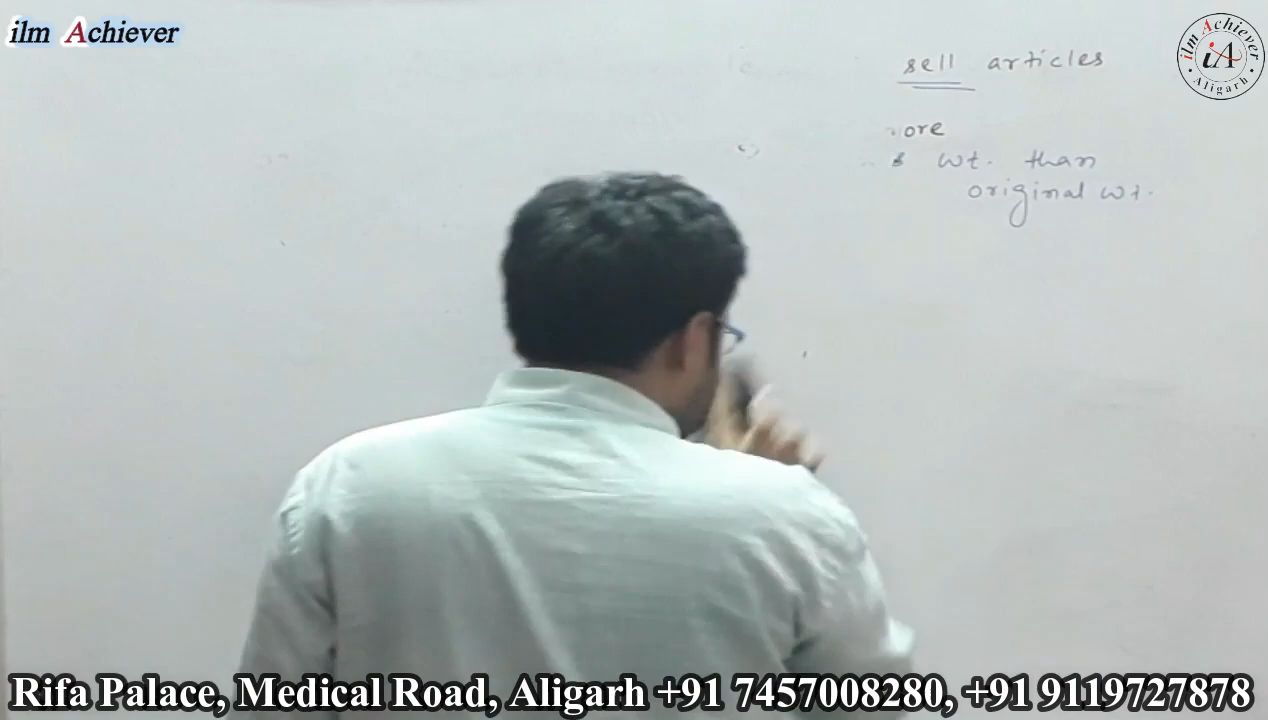 ilm Achiever
ilm Achiever
iA
Aligarh
sell articles
ore
wt. than
original wt.
Rifa Palace, Medical Road, Aligarh +91 7457008280, +91 9119727878